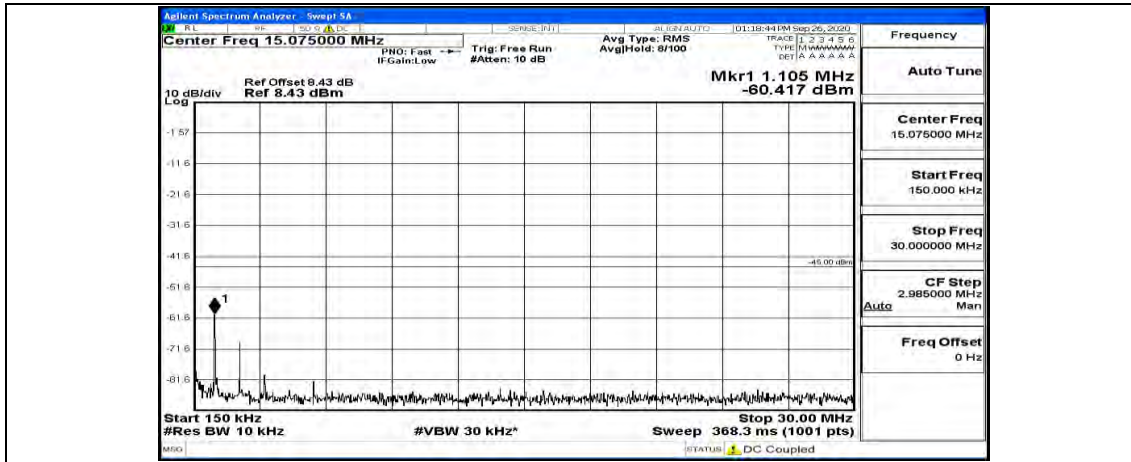 Agilent Spectrum Analyzer - Swept SA
RL RF 50 Ω DC SENSE:INT ALIGN AUTO 01:18:44 PM Sep 26, 2020
Center Freq 15.075000 MHz
PNO: Fast
IFGain:Low
Trig: Free Run
#Atten: 10 dB
Avg Type: RMS
Avg|Hold: 8/100
TRACE 1 2 3 4 5 6
TYPE M
DET A A A A A A
Ref Offset 8.43 dB
Ref 8.43 dBm
10 dB/div
Log
Mkr1 1.105 MHz
-60.417 dBm
-1.57
-11.6
-21.6
-31.6
-41.6
-45.00 dBm
-51.6
1
-61.6
-71.6
-81.6
Start 150 kHz
Stop 30.00 MHz
#Res BW 10 kHz
#VBW 30 kHz*
Sweep 368.3 ms (1001 pts)
MSG
STATUS
DC Coupled
Frequency
Auto Tune
Center Freq
15.075000 MHz
Start Freq
150.000 kHz
Stop Freq
30.000000 MHz
CF Step
2.985000 MHz
Auto Man
Freq Offset
0 Hz